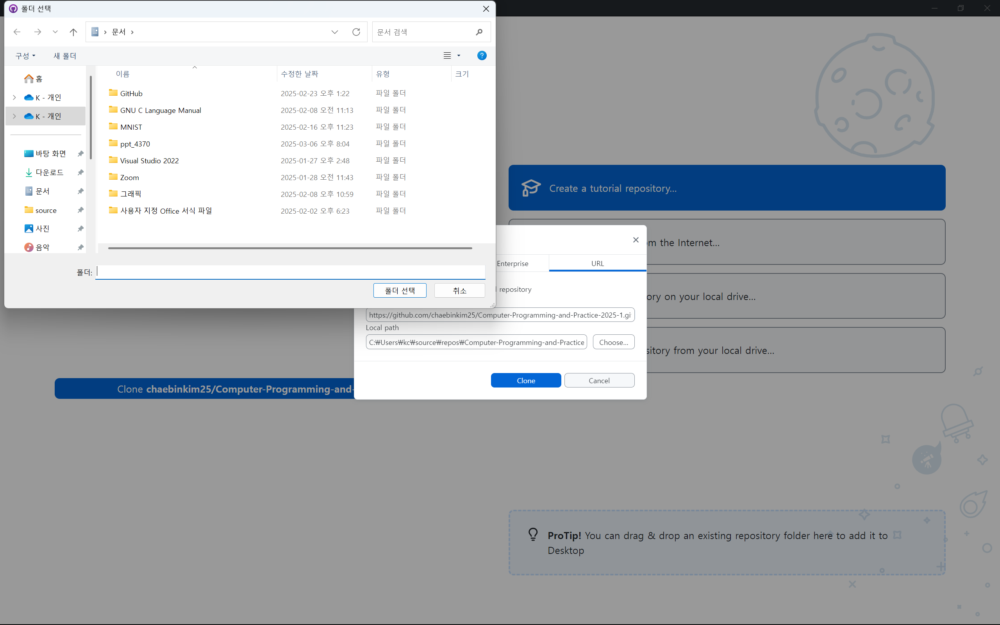 폴더 선택
문서
문서 검색
구성
새 폴더
홈
K - 개인
K - 개인
바탕 화면
다운로드
문서
source
사진
음악
이름 수정한 날짜 유형 크기
GitHub 2025-02-23 오후 1:22 파일 폴더
GNU C Language Manual 2025-02-08 오전 11:13 파일 폴더
MNIST 2025-02-16 오후 11:23 파일 폴더
ppt_4370 2025-03-06 오후 8:04 파일 폴더
Visual Studio 2022 2025-01-27 오후 2:48 파일 폴더
Zoom 2025-01-28 오전 11:43 파일 폴더
그래픽 2025-02-08 오후 10:59 파일 폴더
사용자 지정 Office 서식 파일 2025-02-02 오후 6:23 파일 폴더
폴더:
폴더 선택
취소
Enterprise
URL
repository
https://github.com/chaebinkim25/Computer-Programming-and-Practice-2025-1.gi
Local path
C:₩Users₩kc₩source₩repos₩Computer-Programming-and-Practice
Choose...
Clone
Cancel
Clone chaebinkim25/Computer-Programming-and-
Create a tutorial repository...
the Internet...
on your local drive...
from your local drive...
ProTip! You can drag & drop an existing repository folder here to add it to
Desktop